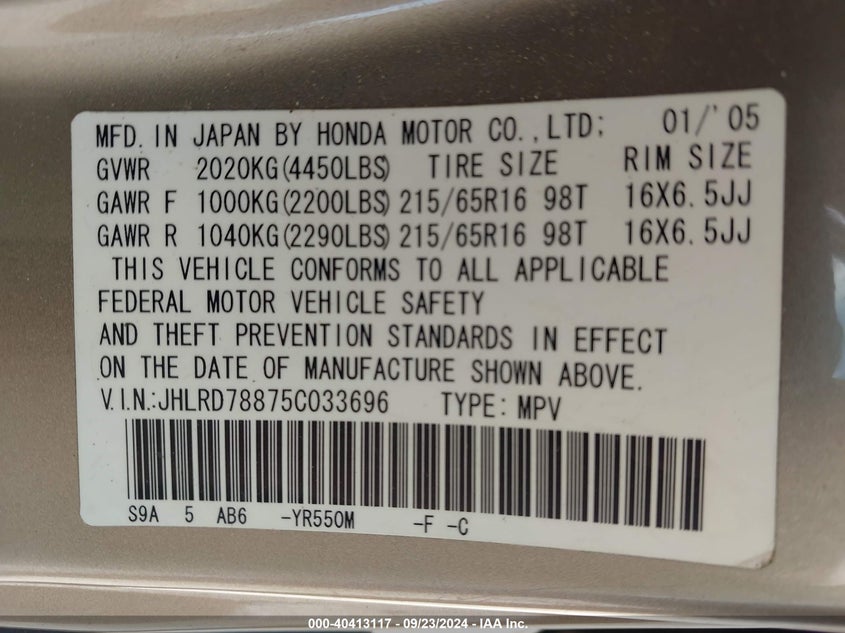 MFD. IN JAPAN BY HONDA MOTOR CO.,LTD; 01/'05
GVWR 2020KG(4450LBS) TIRE SIZE RIM SIZE
GAWR F 1000KG(2200LBS) 215/65R16 98T 16X6.5JJ
GAWR R 1040KG(2290LBS) 215/65R16 98T 16X6.5JJ
THIS VEHICLE CONFORMS TO ALL APPLICABLE
FEDERAL MOTOR VEHICLE SAFETY
AND THEFT PREVENTION STANDARDS IN EFFECT
ON THE DATE OF MANUFACTURE SHOWN ABOVE.
V.I.N.:JHLRD78875C033696 TYPE: MPV
S9A 5 AB6 -YR550M -F -C
000-40413117 - 09/23/2024 - IAA Inc.